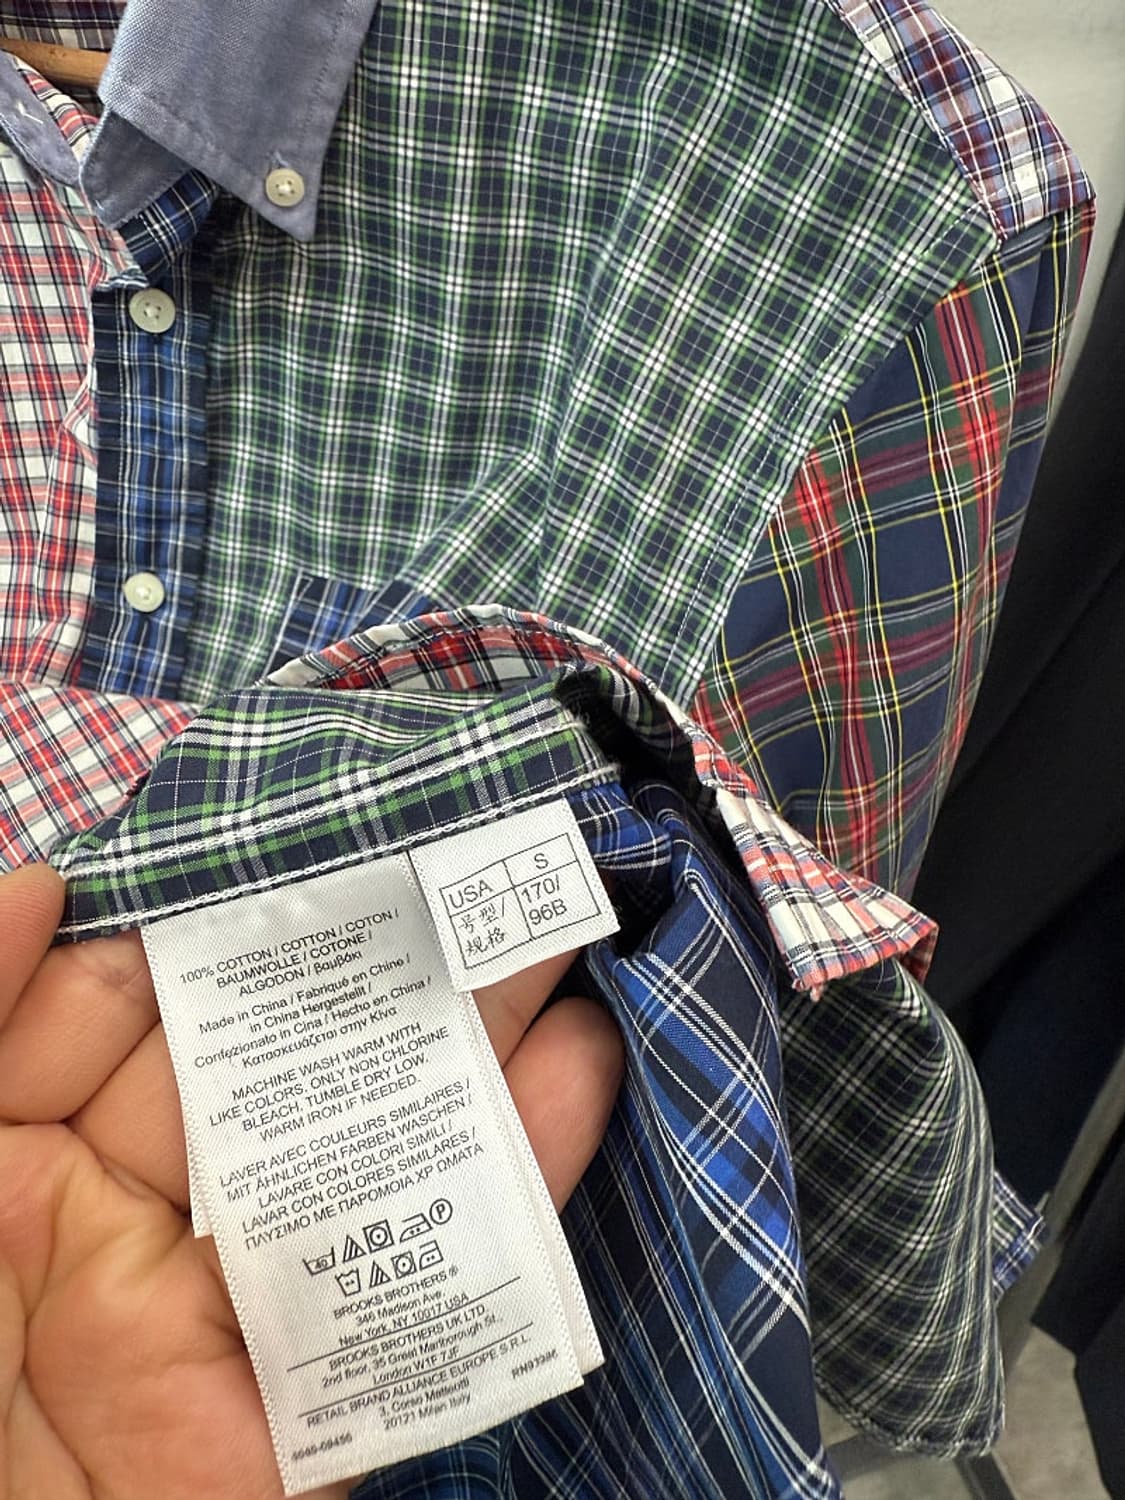 USA S
号型/ 170/
规格 96B
100% COTTON / COTTON / COTON /
BAUMWOLLE / COTONE /
ALGODON / βαμβάκι
Made in China / Fabriqué en Chine /
in China Hergestellt /
Confezionato in Cina / Hecho en China /
Κατασκευάζεται στην Κίνα
MACHINE WASH WARM WITH
LIKE COLORS. ONLY NON CHLORINE
BLEACH, TUMBLE DRY LOW.
WARM IRON IF NEEDED.
LAVER AVEC COULEURS SIMILAIRES /
MIT ÄHNLICHEN FARBEN WASCHEN /
LAVARE CON COLORI SIMILI /
LAVAR CON COLORES SIMILARES /
ΠΛΥΣΙΜΟ ΜΕ ΠΑΡΟΜΟΙΑ ΧΡ ΩΜΑΤΑ
40 P
BROOKS BROTHERS ®
346 Madison Ave.
New York, NY 10017 USA
BROOKS BROTHERS UK LTD.
2nd floor, 35 Great Marlborough St.,
London W1F 7JF
RETAIL BRAND ALLIANCE EUROPE S.R.L.
3, Corso Matteotti
20121 Milan Italy